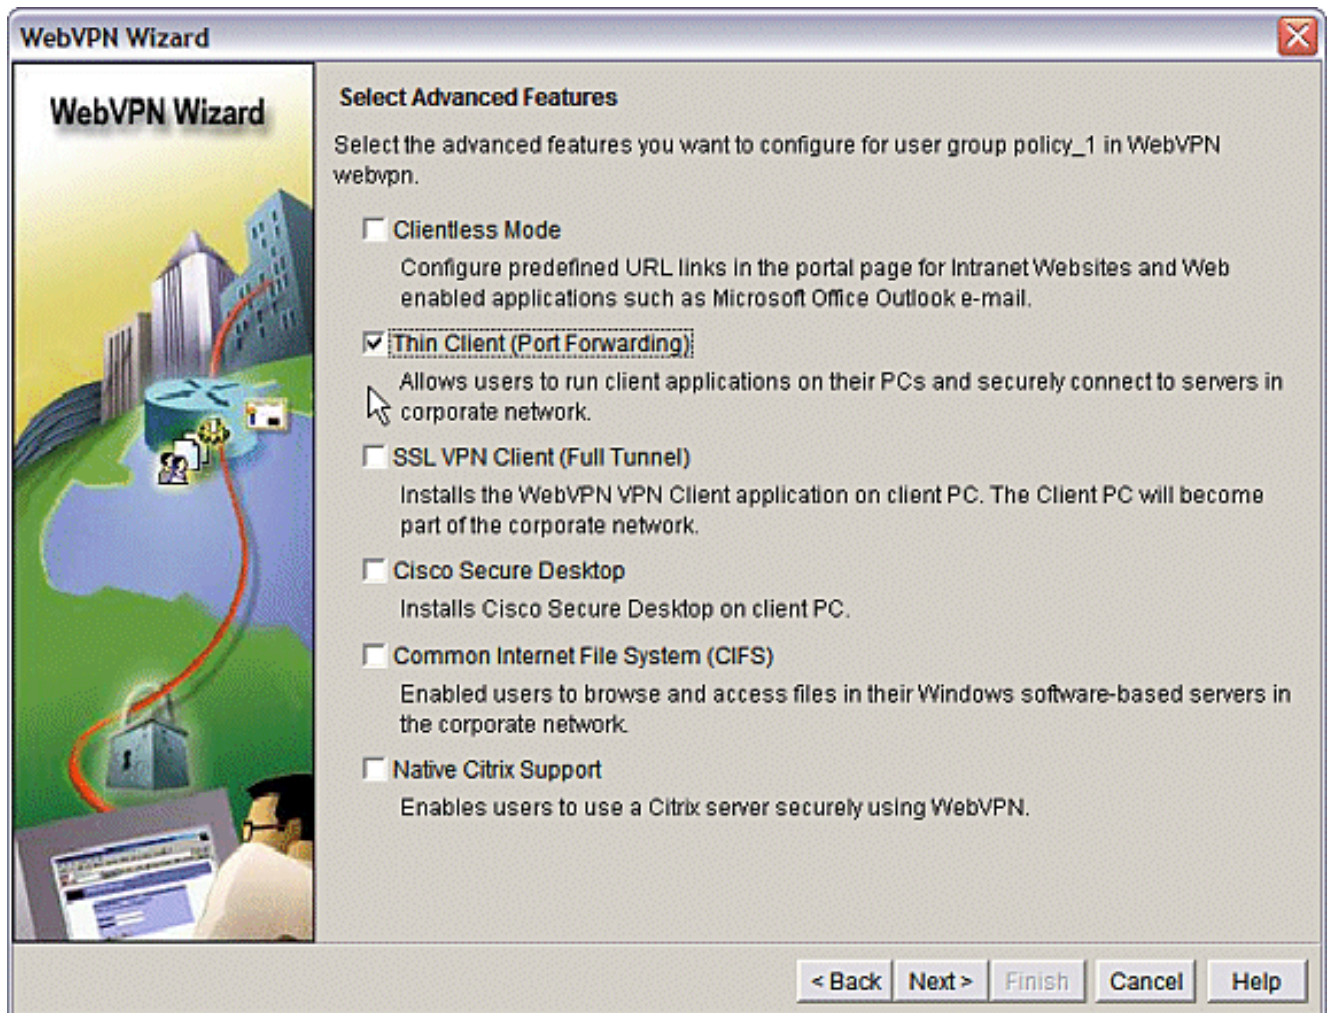 WebVPN Wizard
WebVPN Wizard
Select Advanced Features
Select the advanced features you want to configure for user group policy_1 in WebVPN
webvpn.
Clientless Mode
Configure predefined URL links in the portal page for Intranet Websites and Web
enabled applications such as Microsoft Office Outlook e-mail.
Thin Client (Port Forwarding)
Allows users to run client applications on their PCs and securely connect to servers in
corporate network.
SSL VPN Client (Full Tunnel)
Installs the WebVPN VPN Client application on client PC. The Client PC will become
part of the corporate network.
Cisco Secure Desktop
Installs Cisco Secure Desktop on client PC.
Common Internet File System (CIFS)
Enabled users to browse and access files in their Windows software-based servers in
the corporate network.
Native Citrix Support
Enables users to use a Citrix server securely using WebVPN.
< Back Next > Finish Cancel Help